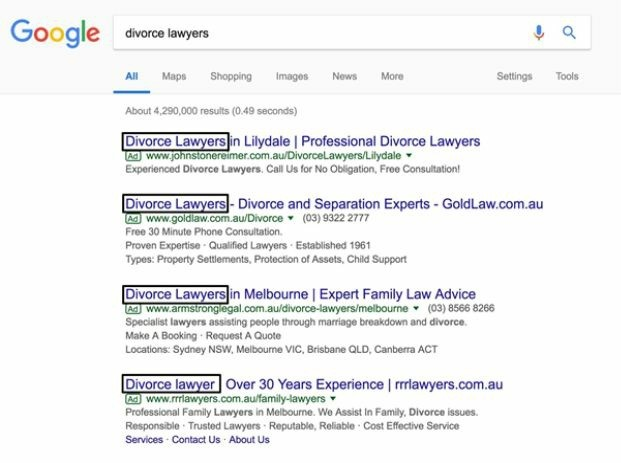 Google
divorce lawyers
All Maps Shopping Images News More Settings Tools
About 4,290,000 results (0.49 seconds)
Divorce Lawyers in Lilydale | Professional Divorce Lawyers
Ad www.johnstonereimer.com.au/DivorceLawyers/Lilydale
Experienced Divorce Lawyers. Call Us for No Obligation, Free Consultation!
Divorce Lawyers - Divorce and Separation Experts - GoldLaw.com.au
Ad www.goldlaw.com.au/Divorce (03) 9322 2777
Free 30 Minute Phone Consultation.
Proven Expertise · Qualified Lawyers · Established 1961
Types: Property Settlements, Protection of Assets, Child Support
Divorce Lawyers in Melbourne | Expert Family Law Advice
Ad www.armstronglegal.com.au/divorce-lawyers/melbourne (03) 8566 8266
Specialist lawyers assisting people through marriage breakdown and divorce.
Make A Booking · Request A Quote
Locations: Sydney NSW, Melbourne VIC, Brisbane QLD, Canberra ACT
Divorce lawyer Over 30 Years Experience | rrrlawyers.com.au
Ad www.rrrlawyers.com.au/family-lawyers
Professional Family Lawyers in Melbourne. We Assist In Family, Divorce issues.
Responsible · Trusted Lawyers · Reputable, Reliable · Cost Effective Service
Services · Contact Us · About Us